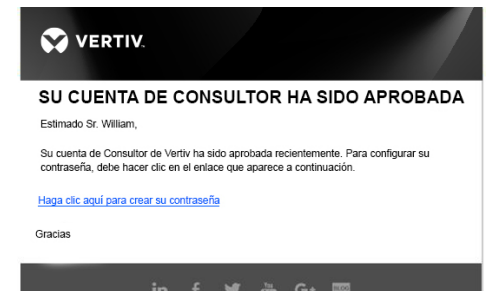 VERTIV.
SU CUENTA DE CONSULTOR HA SIDO APROBADA
Estimado Sr. William,
Su cuenta de Consultor de Vertiv ha sido aprobada recientemente. Para configurar su
contraseña, debe hacer clic en el enlace que aparece a continuación.
Haga clic aquí para crear su contraseña
Gracias